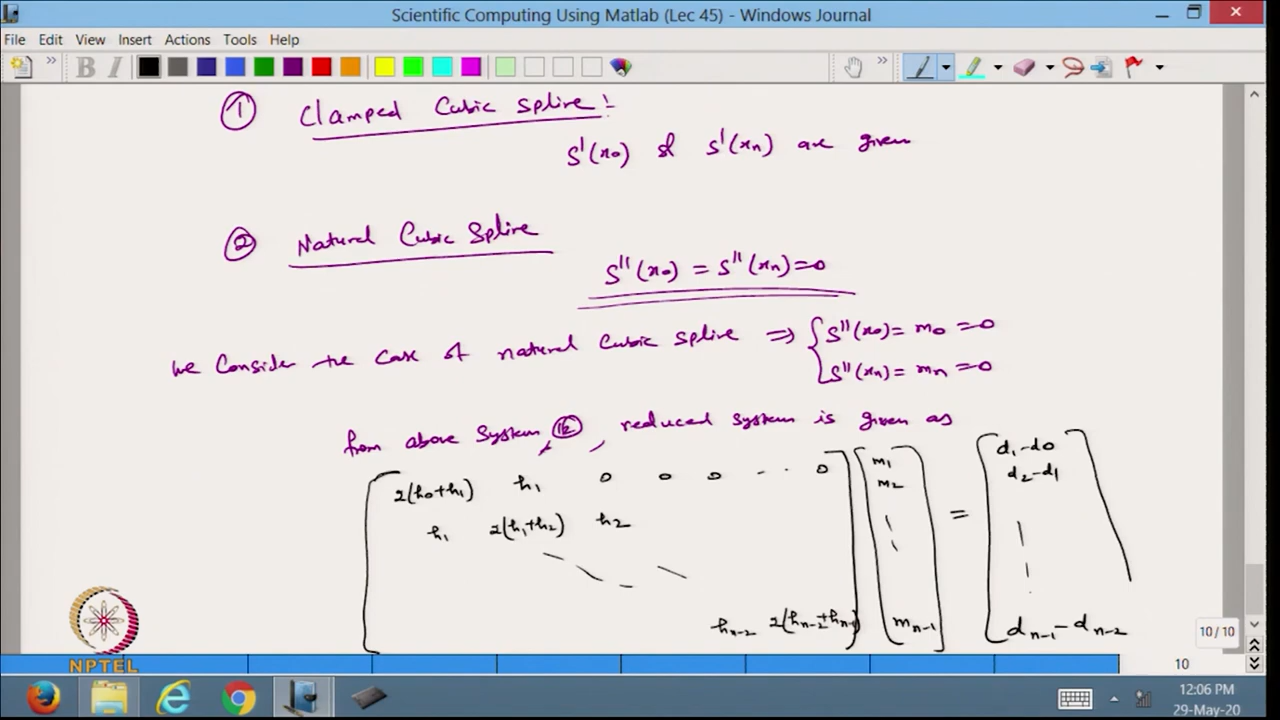 Scientific Computing Using Matlab (Lec 45) - Windows Journal
File Edit View Insert Actions Tools Help
① Clamped Cubic Spline:
S'(x0) & S'(xn) are given
② Natural Cubic Spline
S''(x0) = S''(xn) = 0
We Consider the Case of natural Cubic Spline ⇒ { S''(x0) = m0 = 0
S''(xn) = mn = 0
from above System 12, reduced system is given as
2(h0+h1) h1 0 0 0 - - 0 m1 d1-d0
h1 2(h1+h2) h2 m2 = d2-d1
hn-2 2(hn-2+hn-1) mn-1 dn-1 - dn-2
10 / 10
NPTEL
10
12:06 PM
29-May-20